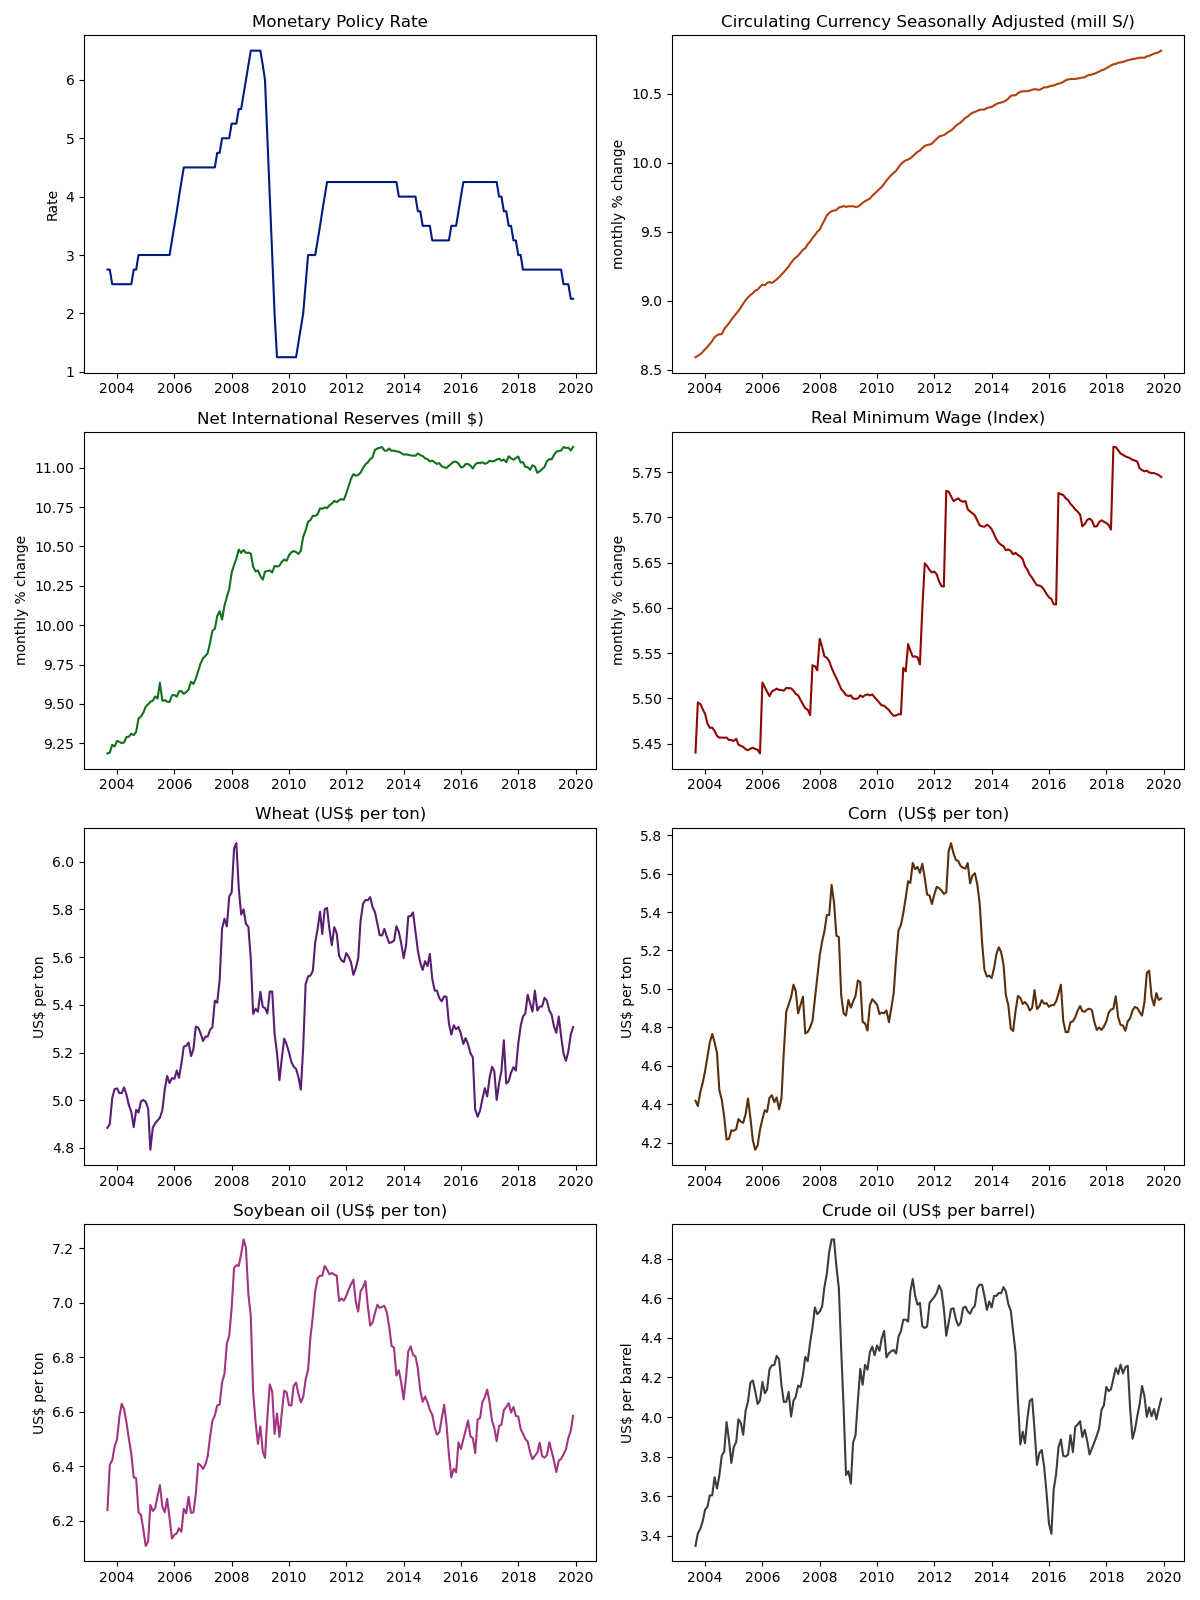 Monetary Policy Rate
Rate
6
5
4
3
2
1
2004 2006 2008 2010 2012 2014 2016 2018 2020
Circulating Currency Seasonally Adjusted (mill S/)
monthly % change
10.5
10.0
9.5
9.0
8.5
2004 2006 2008 2010 2012 2014 2016 2018 2020
Net International Reserves (mill $)
monthly % change
11.00
10.75
10.50
10.25
10.00
9.75
9.50
9.25
2004 2006 2008 2010 2012 2014 2016 2018 2020
Real Minimum Wage (Index)
monthly % change
5.75
5.70
5.65
5.60
5.55
5.50
5.45
2004 2006 2008 2010 2012 2014 2016 2018 2020
Wheat (US$ per ton)
US$ per ton
6.0
5.8
5.6
5.4
5.2
5.0
4.8
2004 2006 2008 2010 2012 2014 2016 2018 2020
Corn  (US$ per ton)
US$ per ton
5.8
5.6
5.4
5.2
5.0
4.8
4.6
4.4
4.2
2004 2006 2008 2010 2012 2014 2016 2018 2020
Soybean oil (US$ per ton)
US$ per ton
7.2
7.0
6.8
6.6
6.4
6.2
2004 2006 2008 2010 2012 2014 2016 2018 2020
Crude oil (US$ per barrel)
US$ per barrel
4.8
4.6
4.4
4.2
4.0
3.8
3.6
3.4
2004 2006 2008 2010 2012 2014 2016 2018 2020